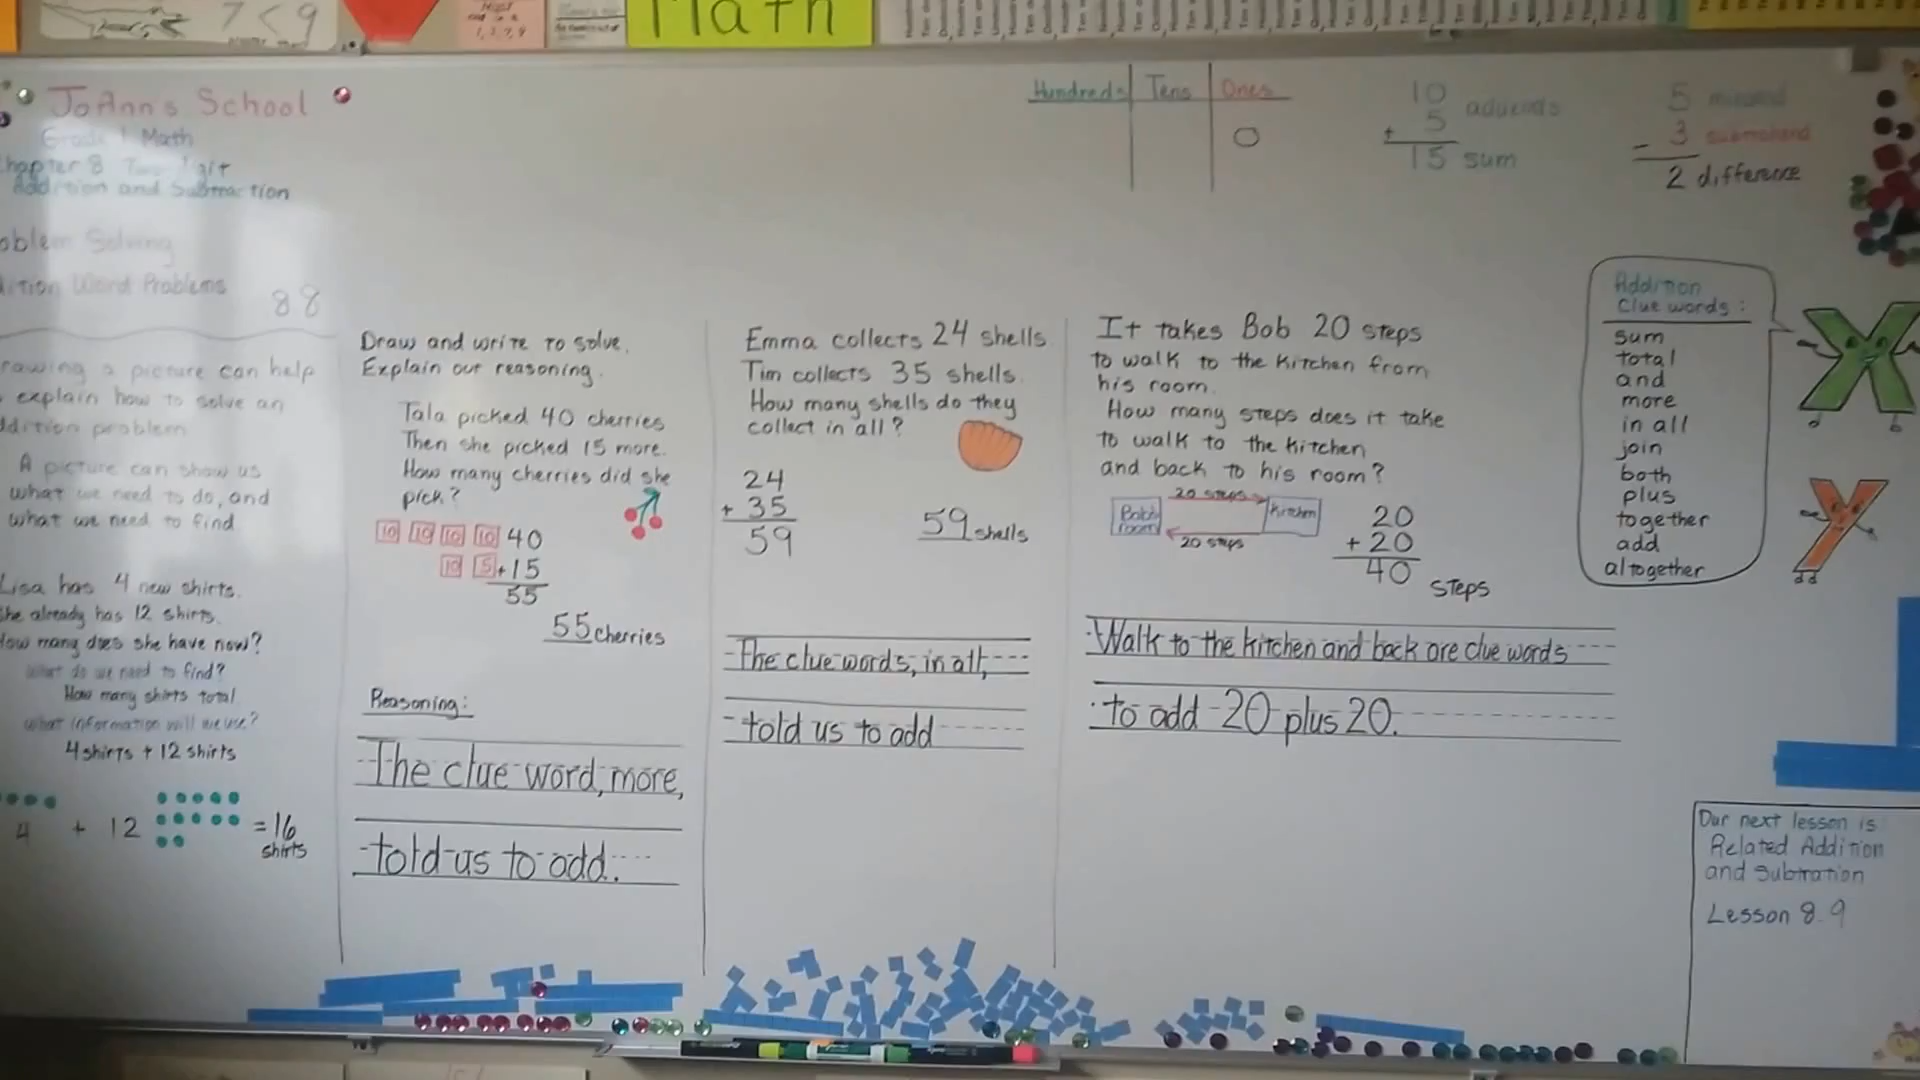 7 < 9
Math
JoAnn's School
Grade 1 Math
Chapter 8 Two-Digit
Addition and Subtraction
oblem Solving
ition Word Problems
88
rawing a picture can help
explain how to solve an
ddition problem
A picture can show us
what we need to do, and
what we need to find
Lisa has 4 new shirts.
he already has 12 shirts.
How many does she have now?
What do we need to find?
How many shirts total
What information will we use?
4 shirts + 12 shirts
4 + 12 = 16
shirts
Draw and write to solve.
Explain our reasoning.
Tala picked 40 cherries
Then she picked 15 more.
How many cherries did she
pick?
10 10 10 10 40
10 5 + 15
55
55 cherries
Reasoning:
The clue word, more,
told us to add.
Emma collects 24 shells.
Tim collects 35 shells.
How many shells do they
collect in all?
24
+ 35
59
59 shells
The clue words, in all,
told us to add
Hundreds Tens Ones
0
10 addends
+ 5
15 sum
5 minuend
- 3 subtrahend
2 difference
It takes Bob 20 steps
to walk to the kitchen from
his room.
How many steps does it take
to walk to the kitchen
and back to his room?
20 steps
Bob's room
Kitchen
20 steps
20
+ 20
40 steps
Walk to the kitchen and back are clue words
to add 20 plus 20.
Addition
Clue words:
sum
total
and
more
in all
join
both
plus
together
add
altogether
Our next lesson is
Related Addition
and Subtration
Lesson 8.9